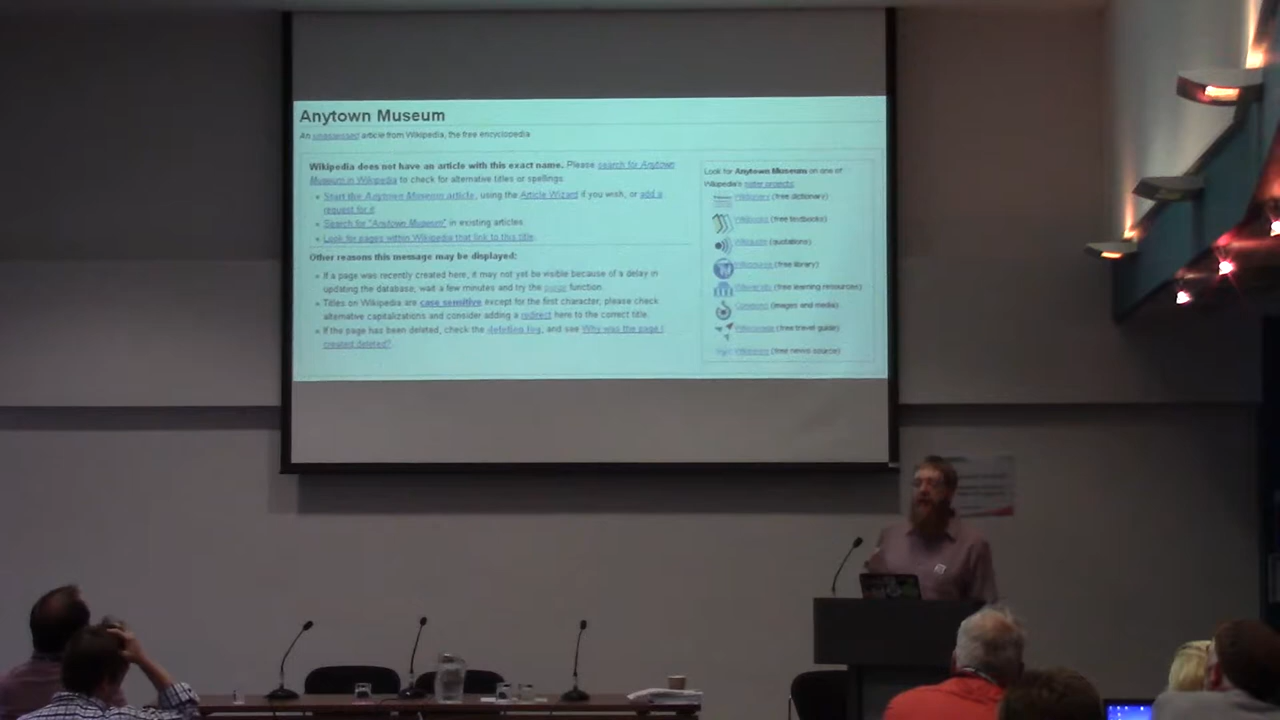 Anytown Museum
An unassessed article from Wikipedia, the free encyclopedia
Wikipedia does not have an article with this exact name. Please search for Anytown
Museum in Wikipedia to check for alternative titles or spellings.
Start the Anytown Museum article, using the Article Wizard if you wish, or add a
request for it
Search for "Anytown Museum" in existing articles.
Look for pages within Wikipedia that link to this title.
Other reasons this message may be displayed:
If a page was recently created here, it may not yet be visible because of a delay in
updating the database; wait a few minutes and try the purge function.
Titles on Wikipedia are case sensitive except for the first character; please check
alternative capitalizations and consider adding a redirect here to the correct title.
If the page has been deleted, check the deletion log, and see Why was the page I
created deleted?
Look for Anytown Museum on one of
Wikipedia's sister projects:
Wiktionary (free dictionary)
Wikibooks (free textbooks)
Wikiquote (quotations)
Wikisource (free library)
Wikiversity (free learning resources)
Commons (images and media)
Wikivoyage (free travel guide)
Wikinews (free news source)